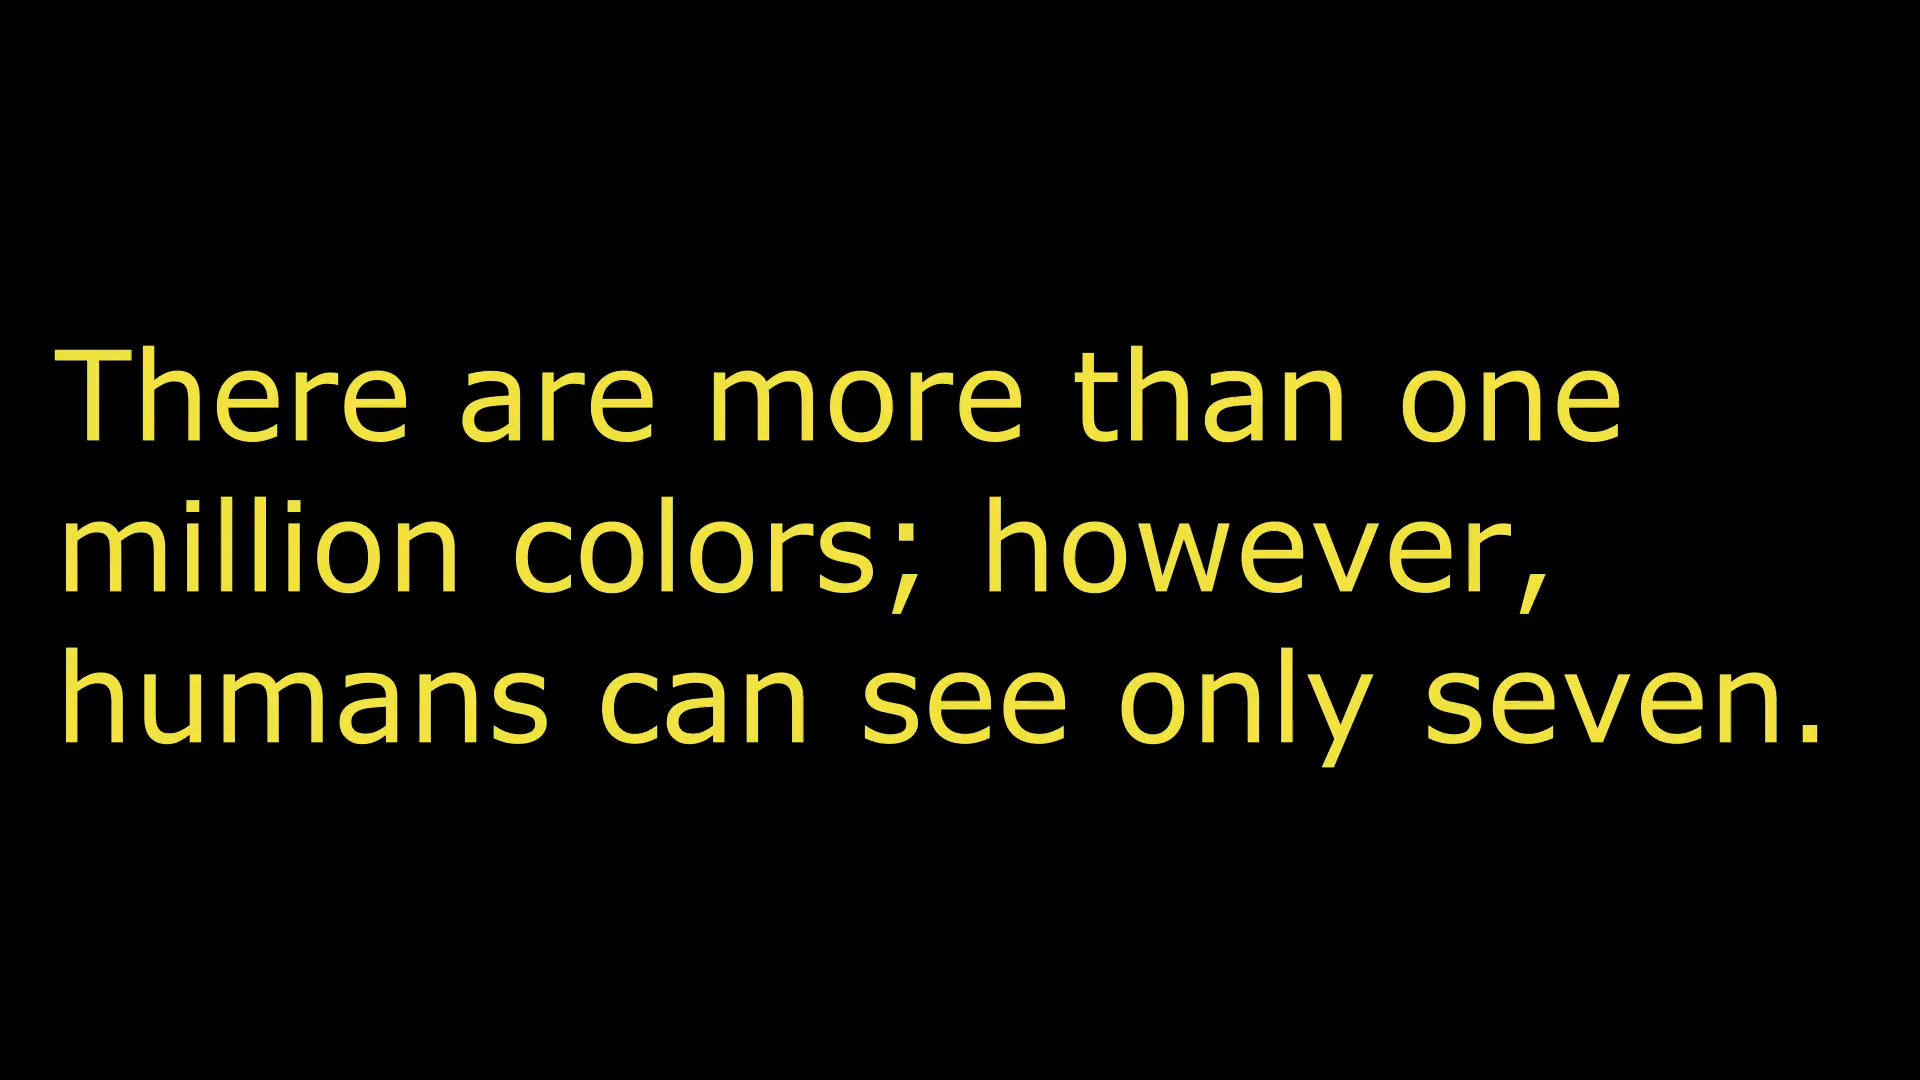 There are more than one
million colors; however,
humans can see only seven.